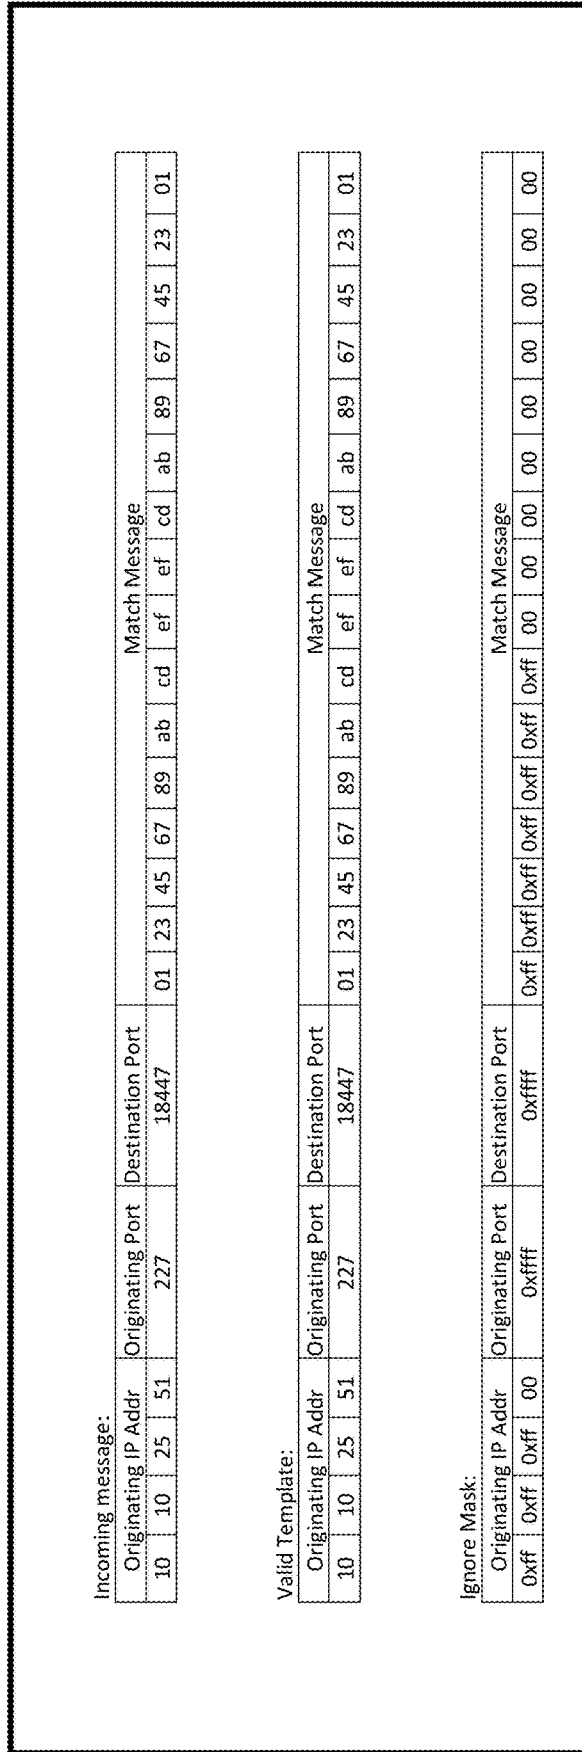 Incoming message:
Originating IP Addr Originating Port Destination Port Match Message
10 10 25 51 227 18447 01 23 45 67 89 ab cd ef ef cd ab 89 67 45 23 01
Valid Template:
Originating IP Addr Originating Port Destination Port Match Message
10 10 25 51 227 18447 01 23 45 67 89 ab cd ef ef cd ab 89 67 45 23 01
Ignore Mask:
Originating IP Addr Originating Port Destination Port Match Message
0xff 0xff 0xff 00 0xffff 0xffff 0xff 0xff 0xff 0xff 0xff 0xff 0xff 00 00 00 00 00 00 00 00 00